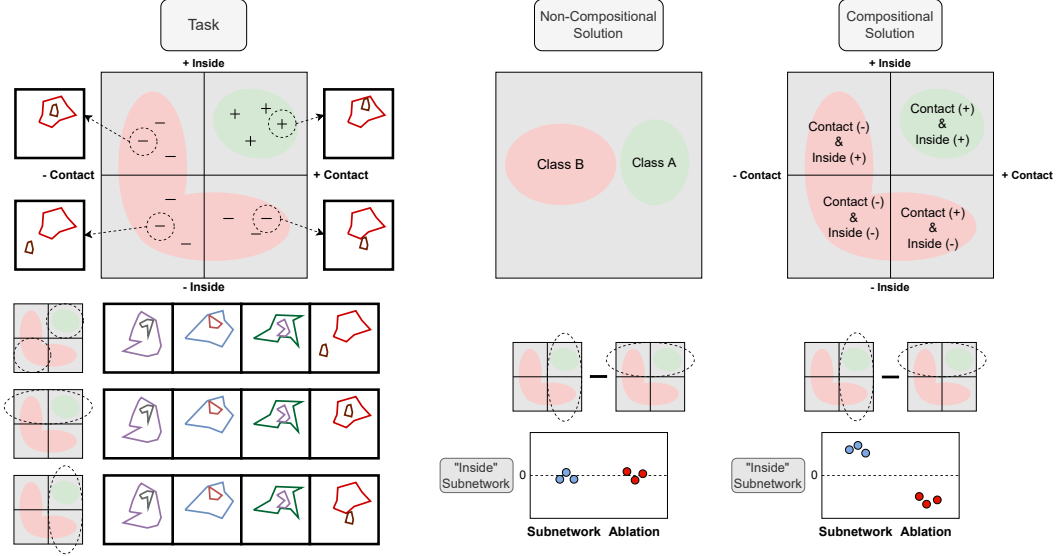 Task
Non-Compositional
Solution
Compositional
Solution
+ Inside
+ Inside
- Contact
+ Contact
- Inside
Class B
Class A
Contact (-)
&
Inside (+)
Contact (+)
&
Inside (+)
- Contact
+ Contact
Contact (-)
&
Inside (-)
Contact (+)
&
Inside (-)
- Inside
"Inside"
Subnetwork
0
Subnetwork
Ablation
"Inside"
Subnetwork
0
Subnetwork
Ablation